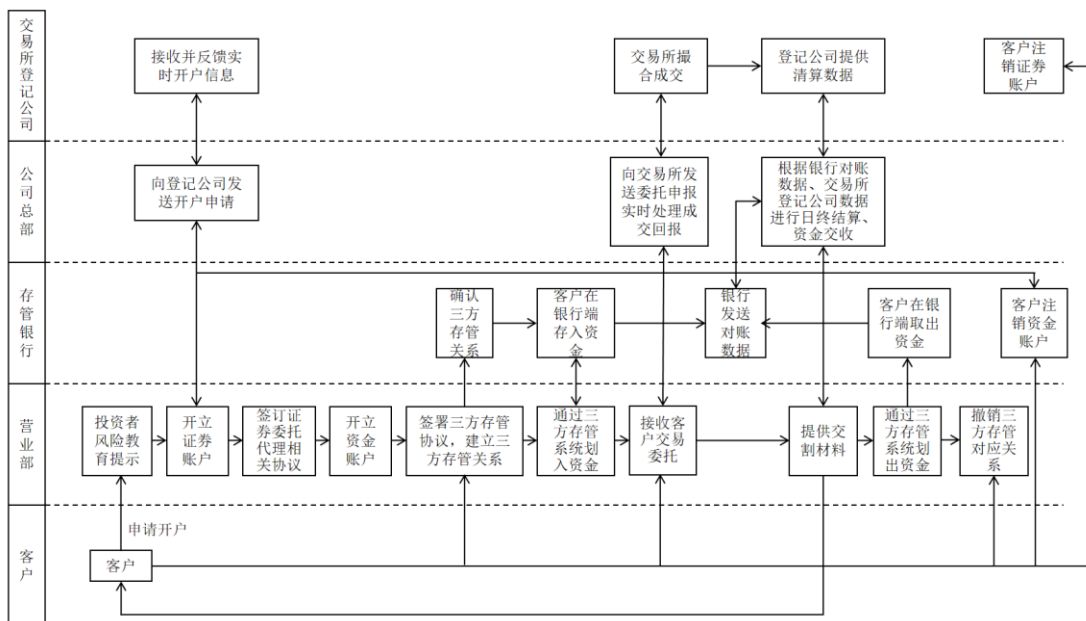 交易所登记公司
接收并反馈实
时开户信息
交易所撮
合成交
登记公司提供
清算数据
客户注
销证券
账户
公司总部
向登记公司发
送开户申请
向交易所发
送委托申报
实时处理成
交回报
根据银行对账
数据、交易所
登记公司数据
进行日终结算、
资金交收
存管银行
确认
三方
存管
关系
客户在
银行端
存入资
金
银行
发送
对账
数据
客户在银
行端取出
资金
客户注
销资金
账户
营业部
投资者
风险教
育提示
开立
证券
账户
签订证
券委托
代理相
关协议
开立
资金
账户
签署三方存管
协议，建立三
方存管关系
通过三
方存管
系统划
入资金
接收客
户交易
委托
提供交
割材料
通过三
方存管
系统划
出资金
撤销三
方存管
对应关
系
客户
申请开户
客户